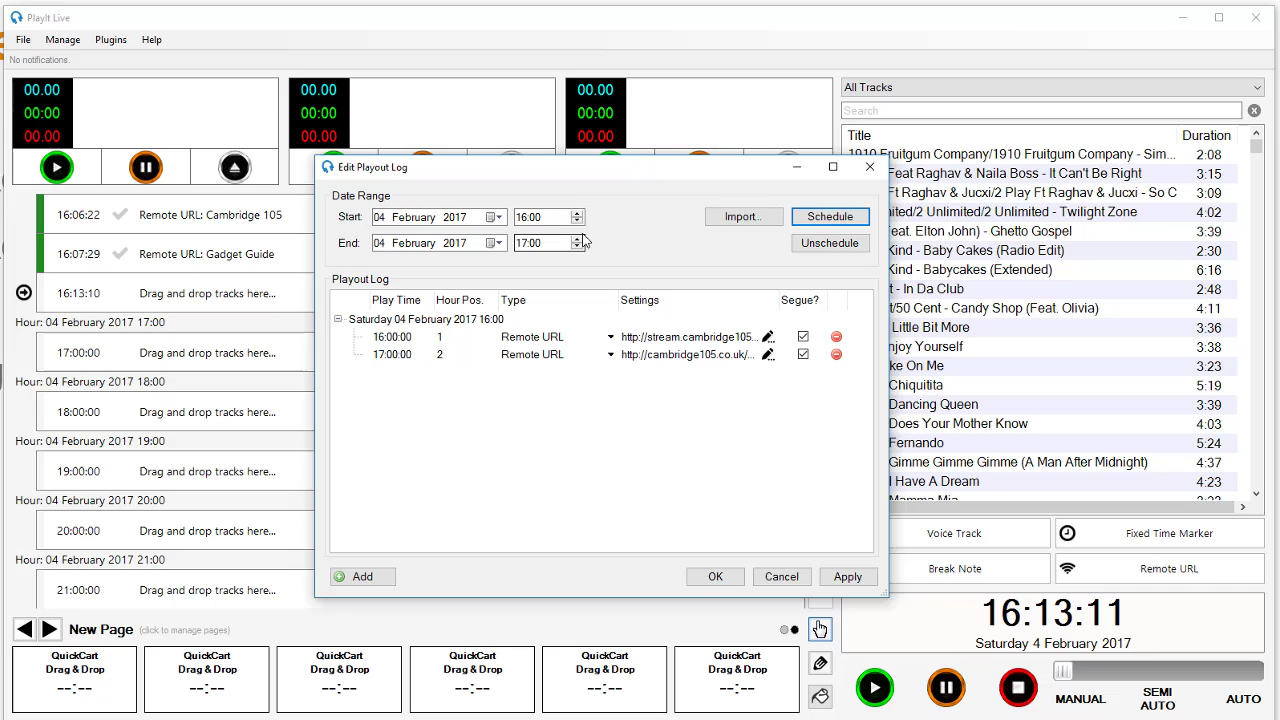 PlayIt Live
File Manage Plugins Help
No notifications.
00.00
00:00
00.00
00.00
00:00
00.00
00.00
00:00
00.00
16:06:22 Remote URL: Cambridge 105
16:07:29 Remote URL: Gadget Guide
16:13:10 Drag and drop tracks here...
Hour: 04 February 2017 17:00
17:00:00 Drag and drop tracks here...
Hour: 04 February 2017 18:00
18:00:00 Drag and drop tracks here...
Hour: 04 February 2017 19:00
19:00:00 Drag and drop tracks here...
Hour: 04 February 2017 20:00
20:00:00 Drag and drop tracks here...
Hour: 04 February 2017 21:00
21:00:00 Drag and drop tracks here...
Edit Playout Log
Date Range
Start: 04 February 2017 16:00 Import... Schedule
End: 04 February 2017 17:00 Unschedule
Playout Log
Play Time Hour Pos. Type Settings Segue?
Saturday 04 February 2017 16:00
16:00:00 1 Remote URL http://stream.cambridge105...
17:00:00 2 Remote URL http://cambridge105.co.uk/...
Add OK Cancel Apply
All Tracks
Search
Title Duration
1910 Fruitgum Company/1910 Fruitgum Company - Sim... 2:08
Feat Raghav & Naila Boss - It Can't Be Right 3:15
Feat Raghav & Jucxi/2 Play Ft Raghav & Jucxi - So C 3:09
nlimited/2 Unlimited - Twilight Zone
(feat. Elton John) - Ghetto Gospel
Kind - Baby Cakes (Radio Edit)
Kind - Babycakes (Extended) 6:16
t - In Da Club 2:48
t/50 Cent - Candy Shop (Feat. Olivia) 4:11
Little Bit More
njoy Yourself 3:38
ke On Me 3:23
Chiquitita 5:19
Dancing Queen 3:39
Does Your Mother Know 4:03
Fernando 5:24
Gimme Gimme Gimme (A Man After Midnight) 4:37
I Have A Dream 4:23
Mamma Mia
Voice Track Fixed Time Marker
Break Note Remote URL
16:13:11
Saturday 4 February 2017
MANUAL SEMI AUTO AUTO
New Page (click to manage pages)
QuickCart QuickCart QuickCart QuickCart QuickCart QuickCart
Drag & Drop Drag & Drop Drag & Drop Drag & Drop Drag & Drop Drag & Drop
--:-- --:-- --:-- --:-- --:-- --:--